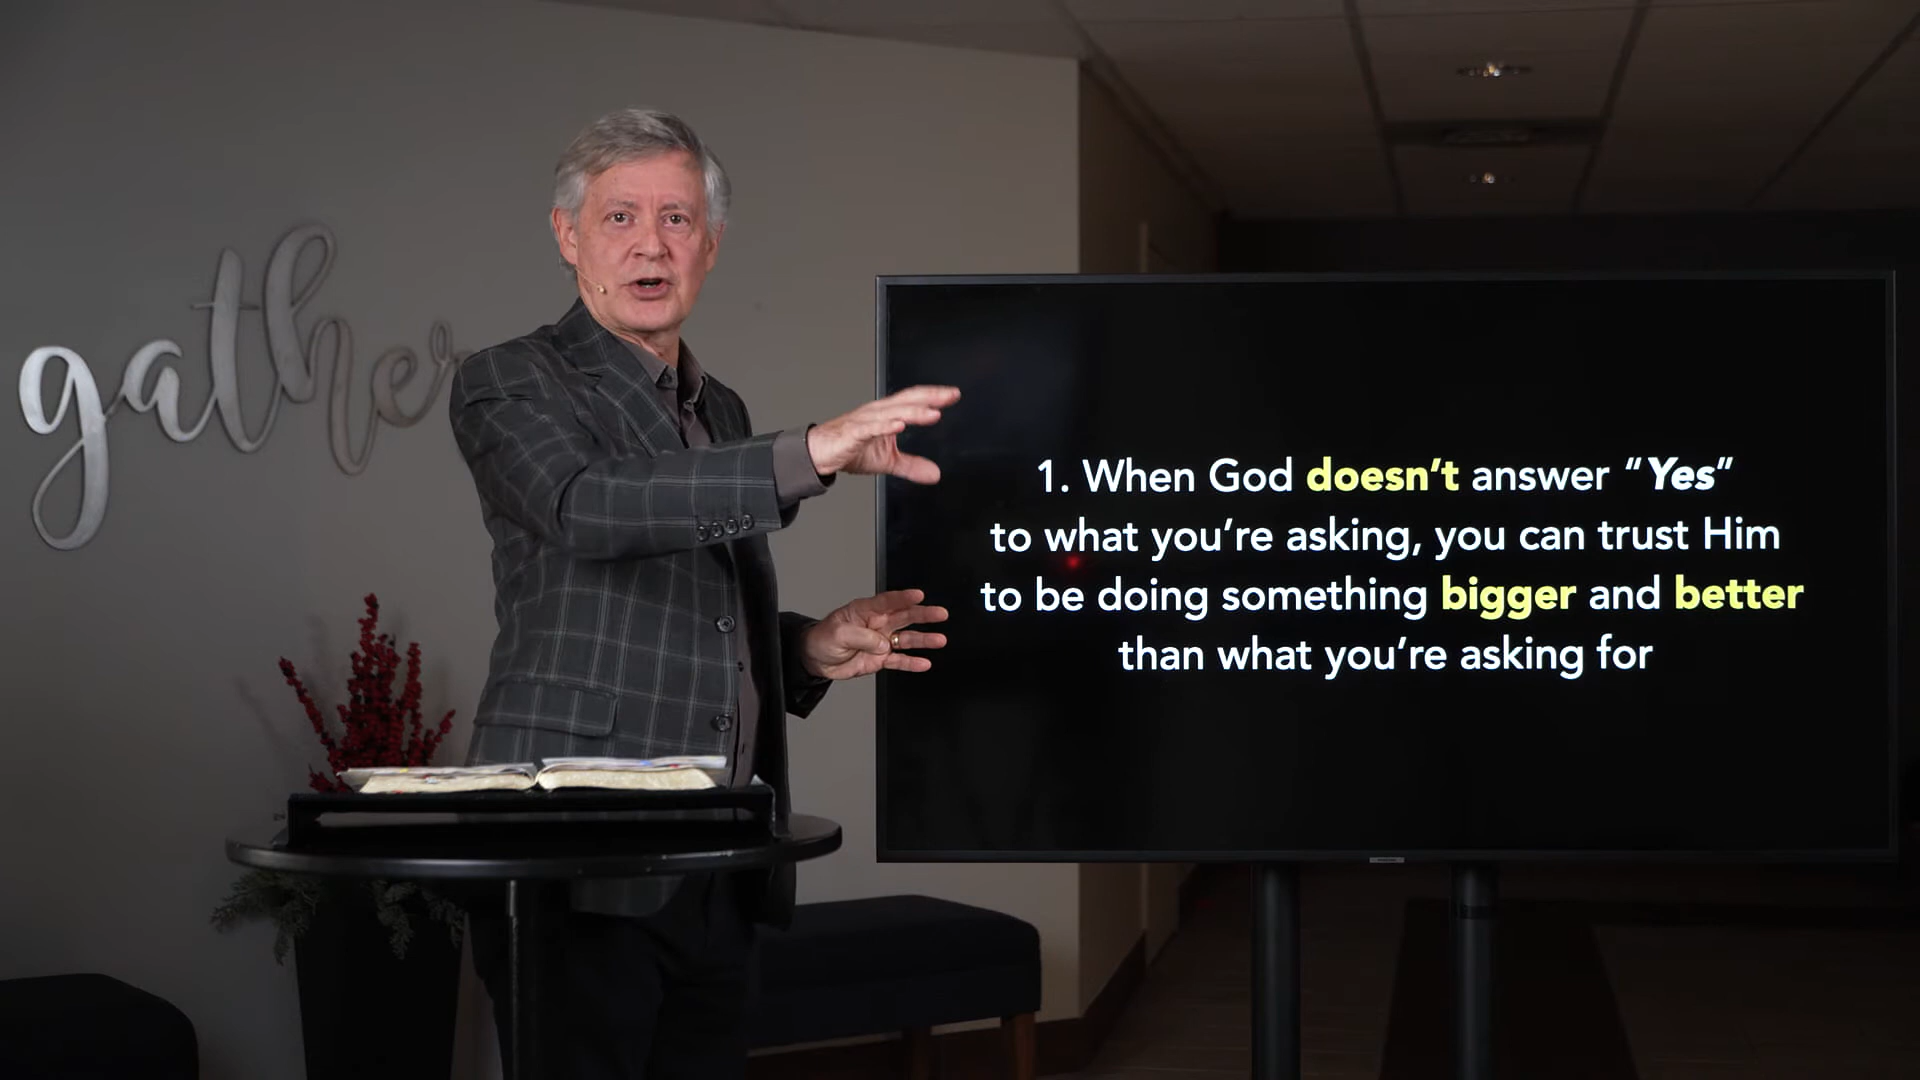 gather
1. When God doesn’t answer “Yes”
to what you’re asking, you can trust Him
to be doing something bigger and better
than what you’re asking for